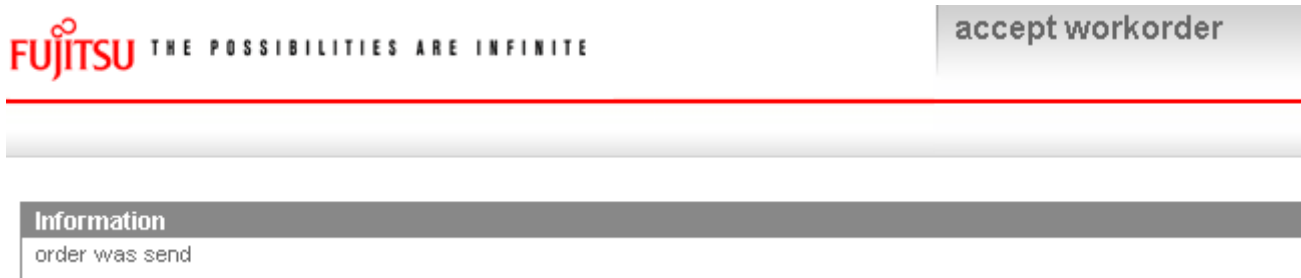 FUJITSU THE POSSIBILITIES ARE INFINITE
accept workorder
Information
order was send